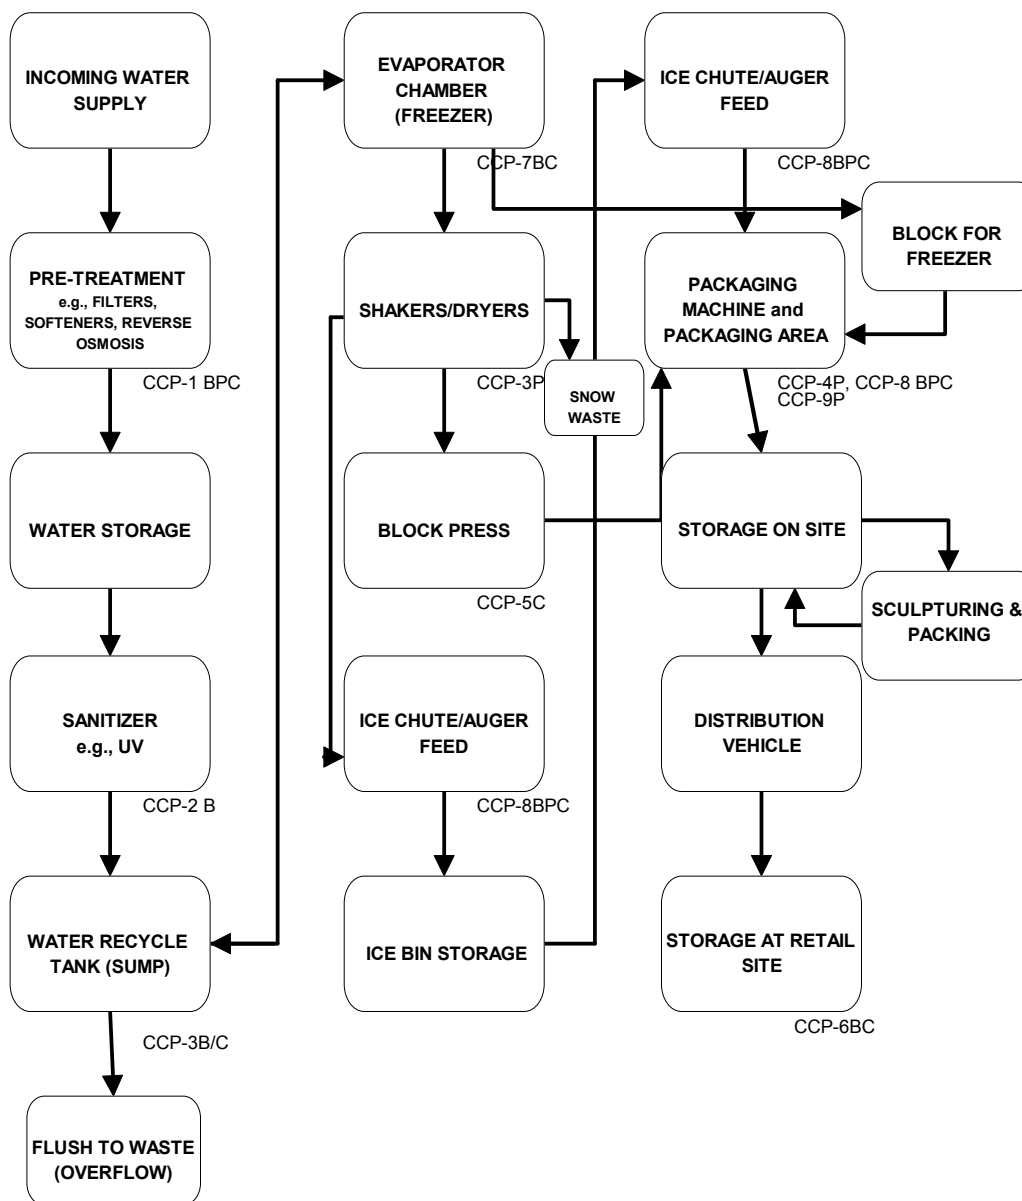 INCOMING WATER
SUPPLY
PRE-TREATMENT
e.g., FILTERS,
SOFTENERS, REVERSE
OSMOSIS
CCP-1 BPC
WATER STORAGE
SANITIZER
e.g., UV
CCP-2 B
WATER RECYCLE
TANK (SUMP)
CCP-3B/C
FLUSH TO WASTE
(OVERFLOW)
EVAPORATOR
CHAMBER
(FREEZER)
CCP-7BC
SHAKERS/DRYERS
CCP-3P
SNOW
WASTE
BLOCK PRESS
CCP-5C
ICE CHUTE/AUGER
FEED
CCP-8BPC
ICE BIN STORAGE
ICE CHUTE/AUGER
FEED
CCP-8BPC
BLOCK FOR
FREEZER
PACKAGING
MACHINE and
PACKAGING AREA
CCP-4P, CCP-8 BPC
CCP-9P
STORAGE ON SITE
SCULPTURING &
PACKING
DISTRIBUTION
VEHICLE
STORAGE AT RETAIL
SITE
CCP-6BC